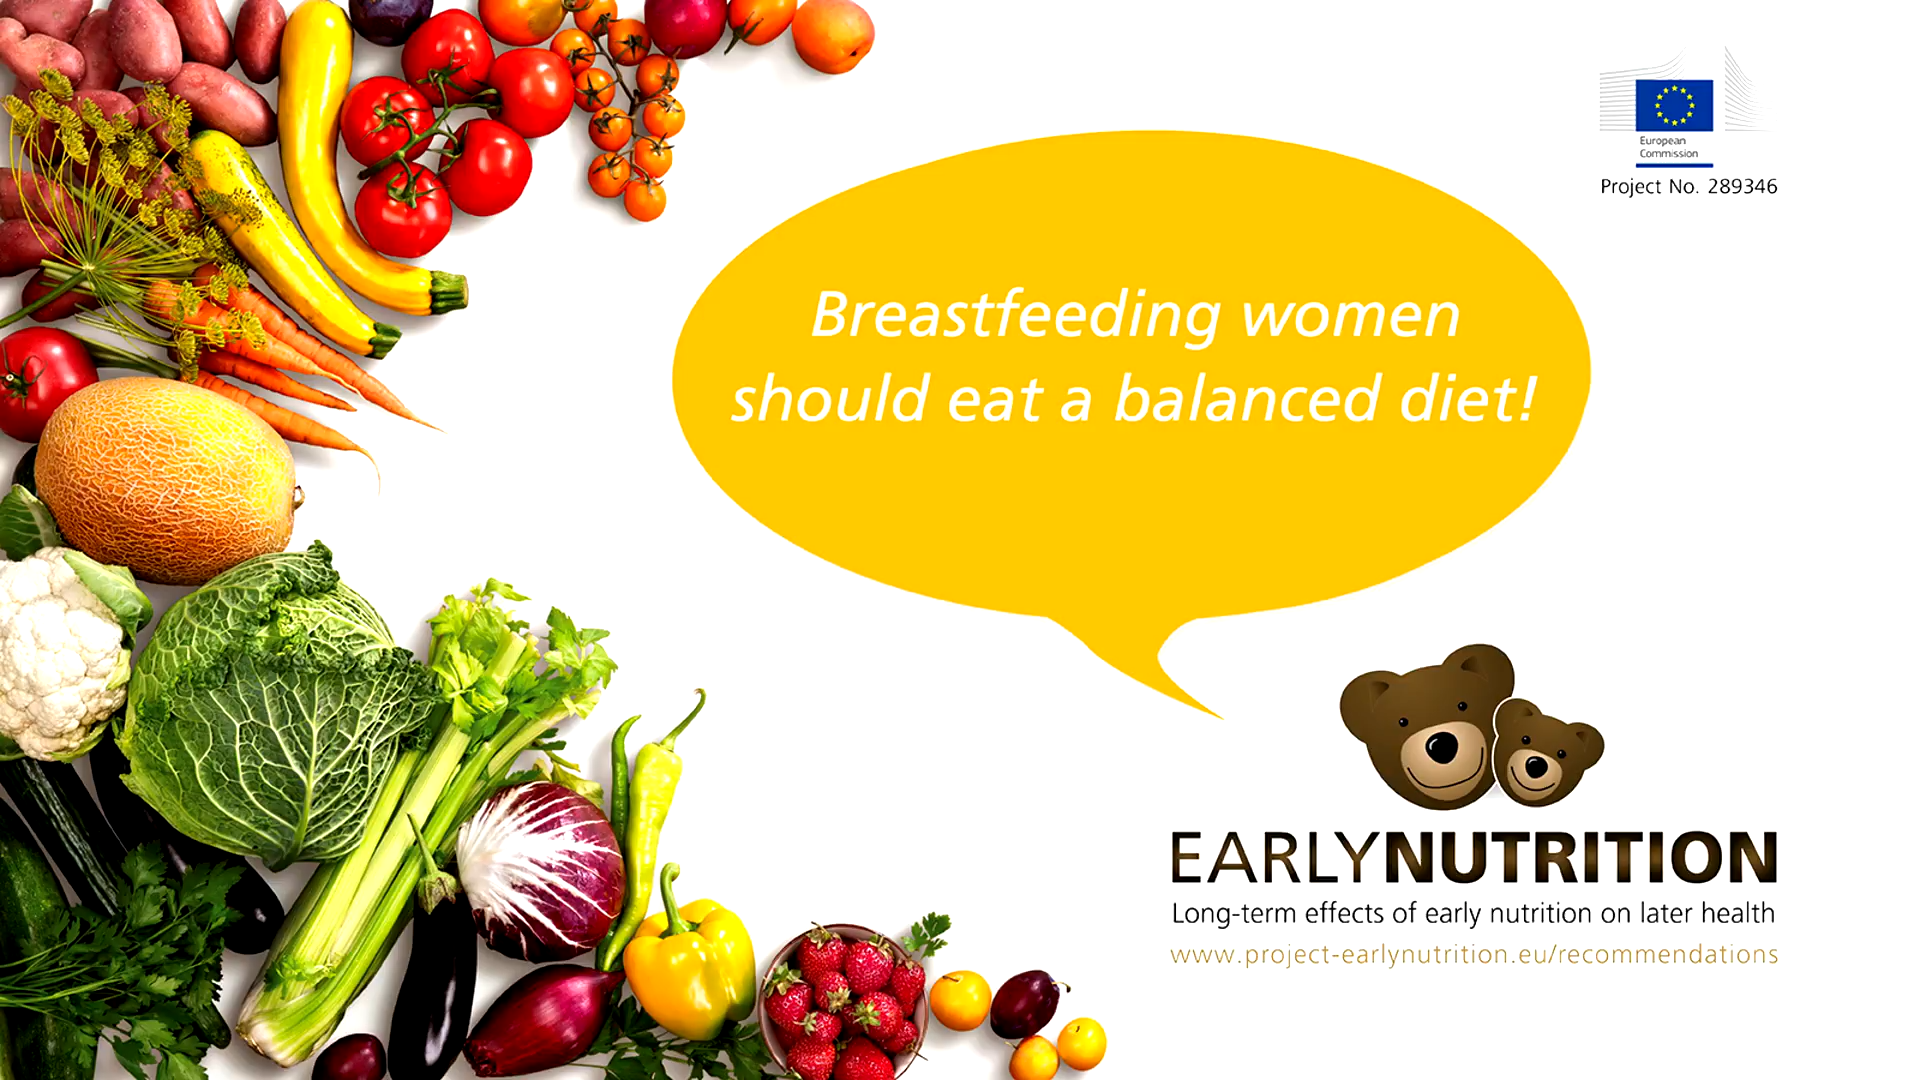 European
Commission
Project No. 289346
Breastfeeding women
should eat a balanced diet!
EARLYNUTRITION
Long-term effects of early nutrition on later health
www.project-earlynutrition.eu/recommendations